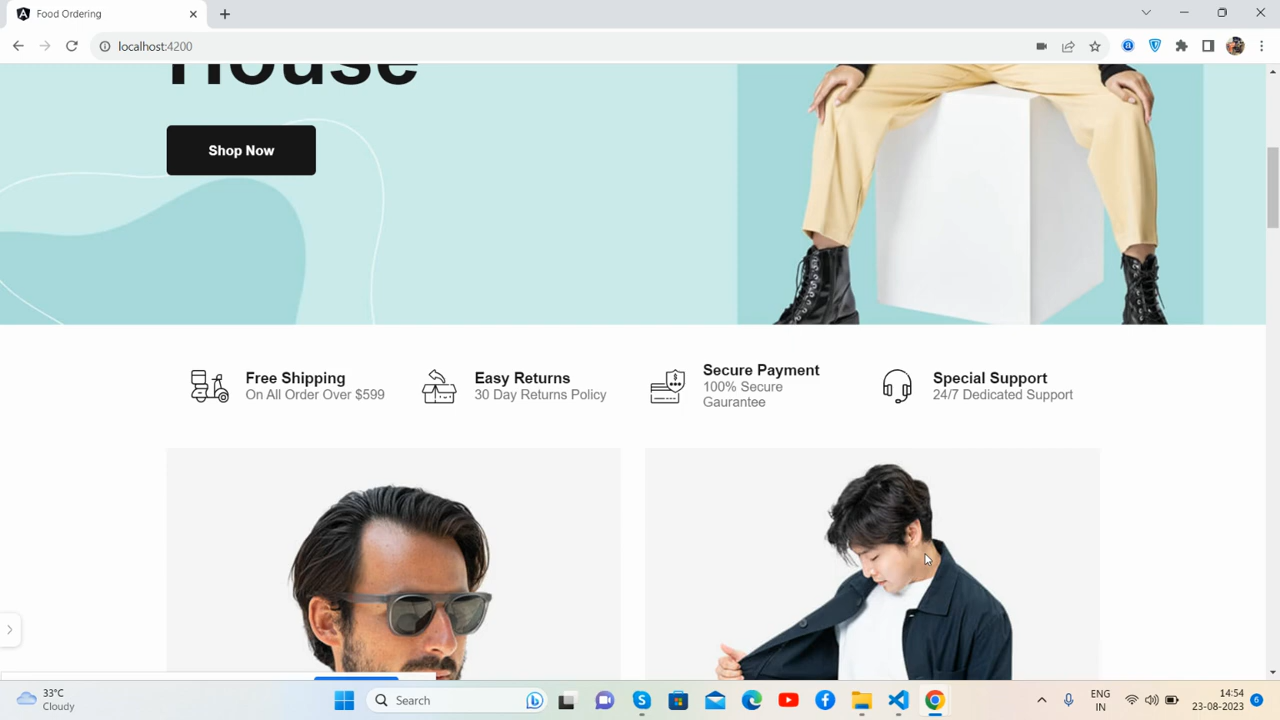 Food Ordering
localhost:4200
House
Shop Now
Free Shipping
On All Order Over $599
Easy Returns
30 Day Returns Policy
Secure Payment
100% Secure
Gaurantee
Special Support
24/7 Dedicated Support
33°C
Cloudy
Search
ENG
IN
14:54
23-08-2023
6